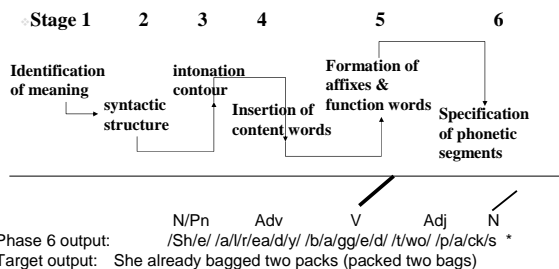 Stage 1 2 3 4 5 6
Identification
of meaning
syntactic
structure
intonation
contour
Insertion of
content words
Formation of
affixes &
function words
Specification
of phonetic
segments
N/Pn Adv V Adj N
Phase 6 output: /Sh/e/ /a/l/r/ea/d/y/ /b/a/gg/e/d/ /t/wo/ /p/a/ck/s *
Target output: She already bagged two packs (packed two bags)